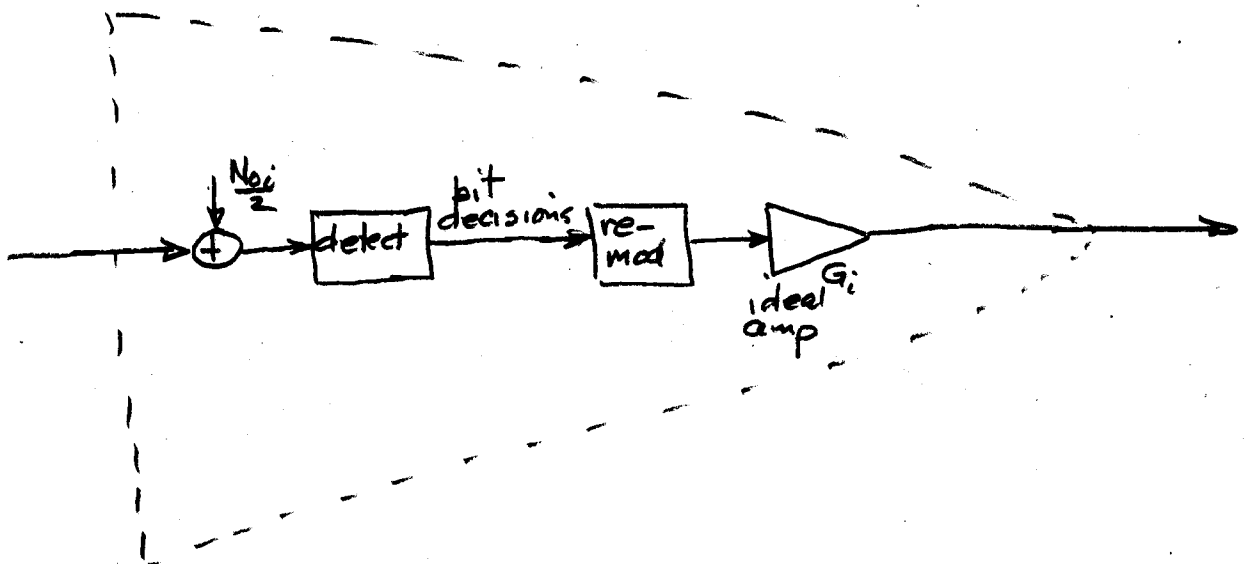 N0i
2
+
detect
bit
decisions
re-
mod
Gi
ideal
amp